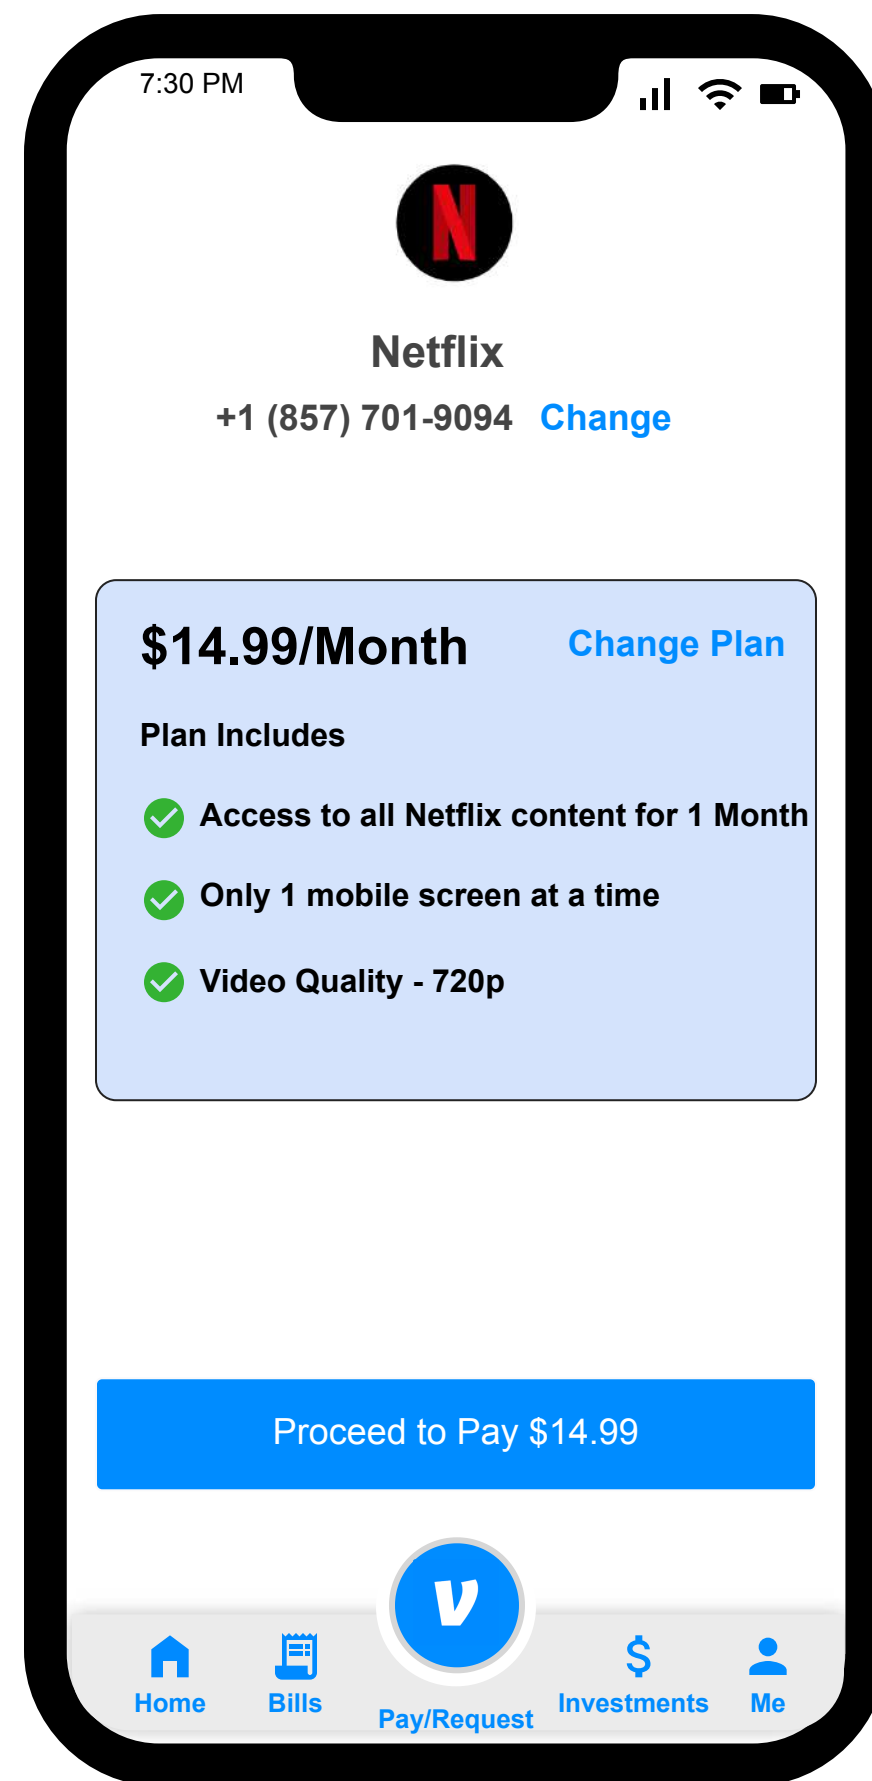 7:30 PM
N
Netflix
+1 (857) 701-9094 Change
$14.99/Month Change Plan
Plan Includes
Access to all Netflix content for 1 Month
Only 1 mobile screen at a time
Video Quality - 720p
Proceed to Pay $14.99
V
Home Bills Pay/Request Investments Me